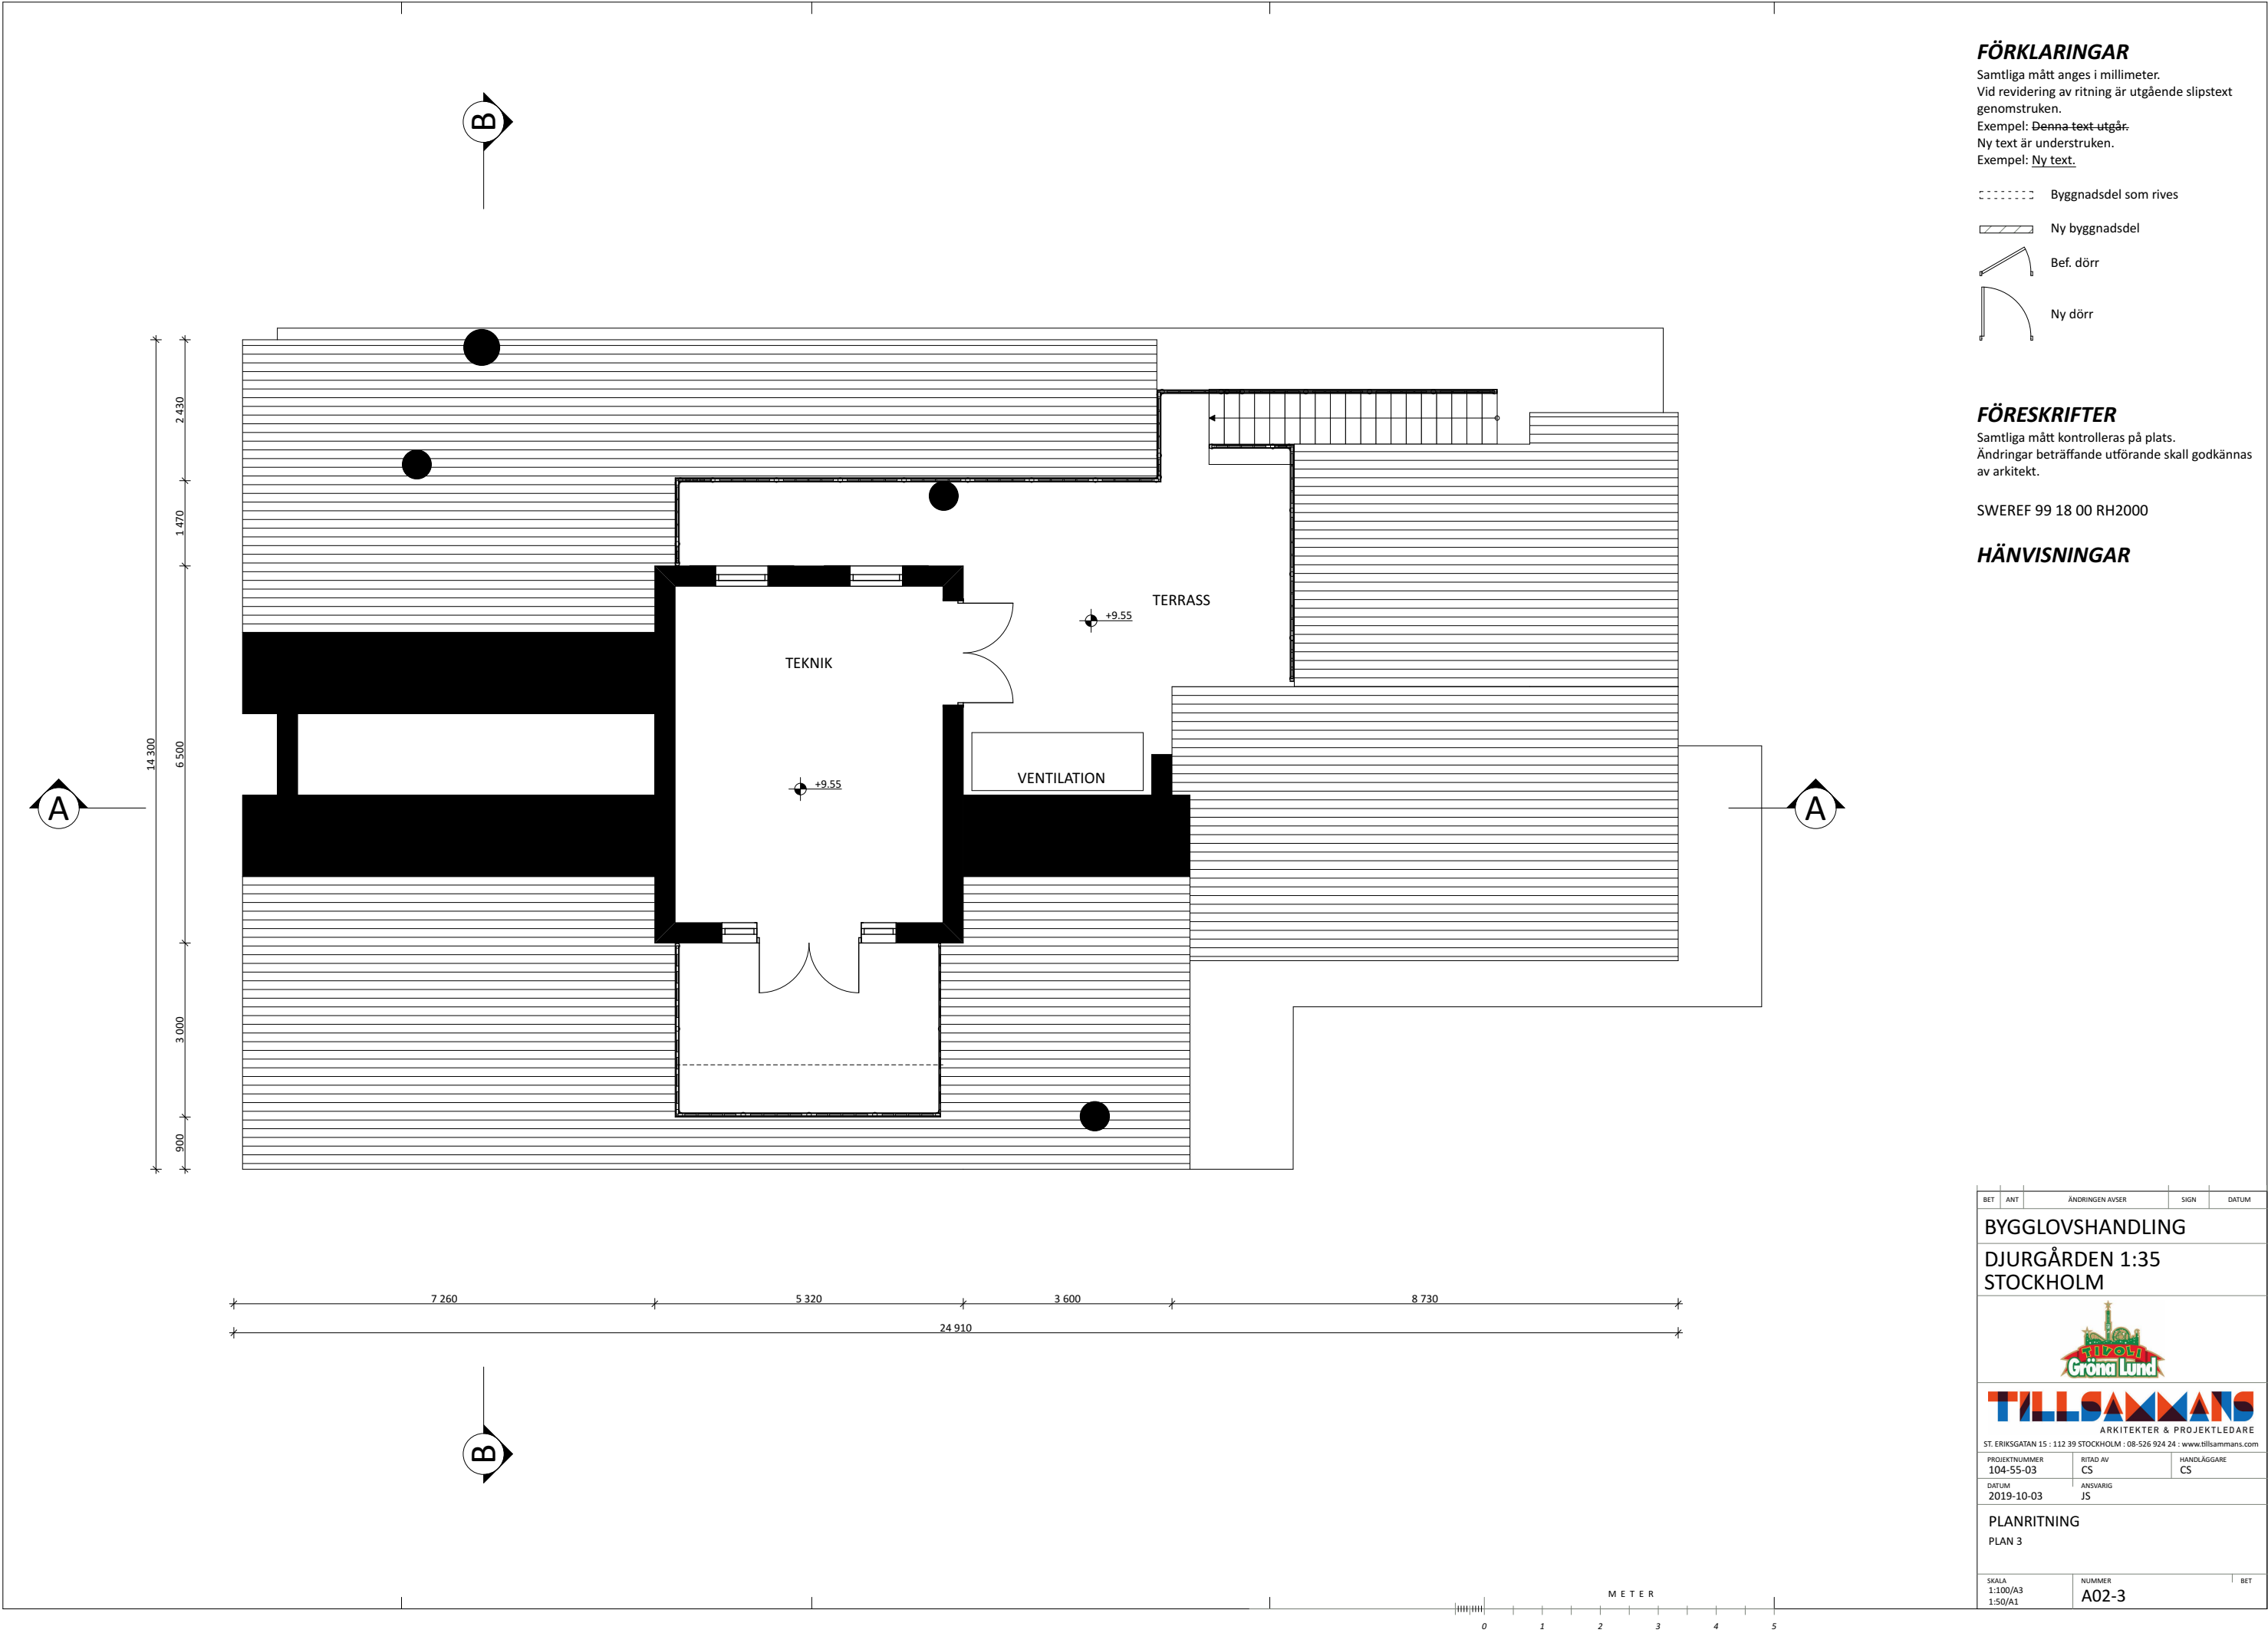 FÖRKLARINGAR
Samtliga mått anges i millimeter.
Vid revidering av ritning är utgående slipstext
genomstruken.
Exempel: Denna text utgår.
Ny text är understruken.
Exempel: Ny text.
Byggnadsdel som rives
Ny byggnadsdel
Bef. dörr
Ny dörr
FÖRESKRIFTER
Samtliga mått kontrolleras på plats.
Ändringar beträffande utförande skall godkännas
av arkitekt.
SWEREF 99 18 00 RH2000
HÄNVISNINGAR
B
2 430
1 470
14 300
6 500
3 000
900
TERRASS
+9.55
TEKNIK
VENTILATION
+9.55
A
A
7 260
5 320
3 600
8 730
24 910
B
BET ANT ÄNDRINGEN AVSER SIGN DATUM
BYGGLOVSHANDLING
DJURGÅRDEN 1:35
STOCKHOLM
TIVOLI
Gröna Lund
TILLSAMMANS
ARKITEKTER & PROJEKTLEDARE
ST. ERIKSGATAN 15 : 112 39 STOCKHOLM : 08-526 924 24 : www.tillsammans.com
PROJEKTNUMMER RITAD AV HANDLÄGGARE
104-55-03 CS CS
DATUM ANSVARIG
2019-10-03 JS
PLANRITNING
PLAN 3
SKALA NUMMER BET
1:100/A3
1:50/A1
A02-3
METER
0 1 2 3 4 5